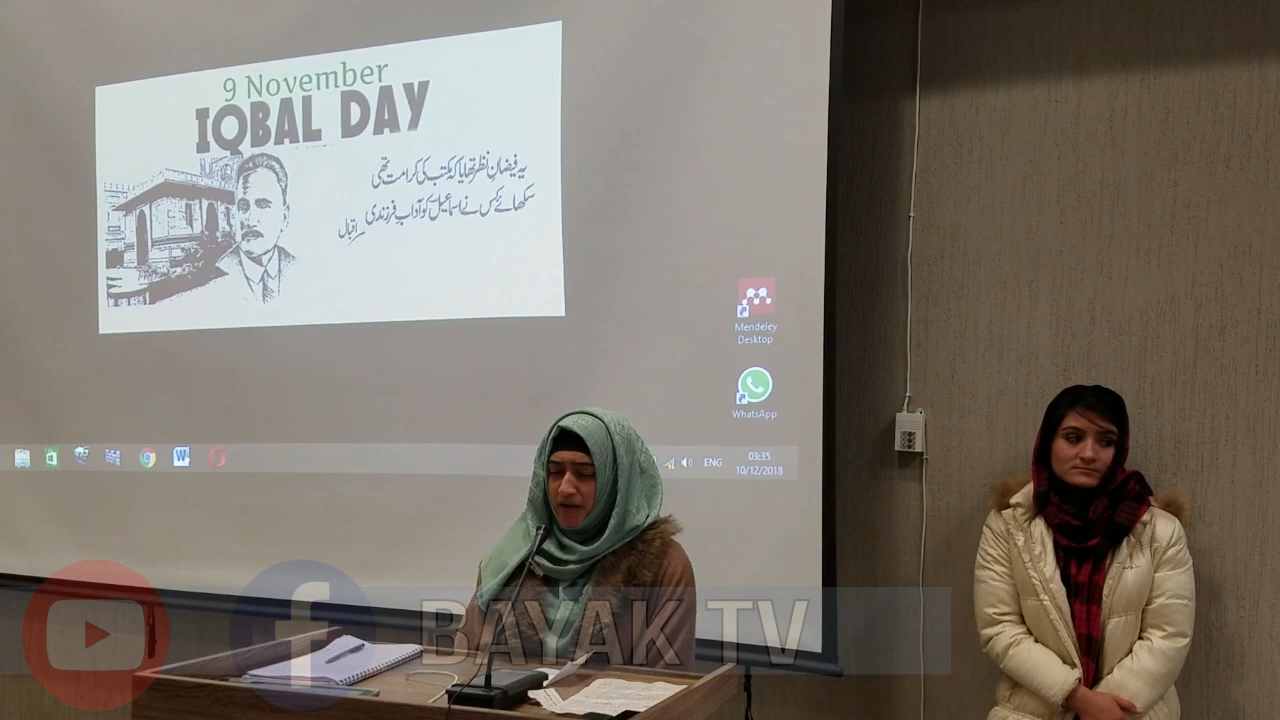 9 November
IQBAL DAY
یہ فیضان نظر تھا یا کہ مکتب کی کرامت تھی
سکھائے کس نے اسماعیل کو آداب فرزندی
اقبال
Mendeley
Desktop
WhatsApp
ENG
03:35
10/12/2018
BAYAK TV